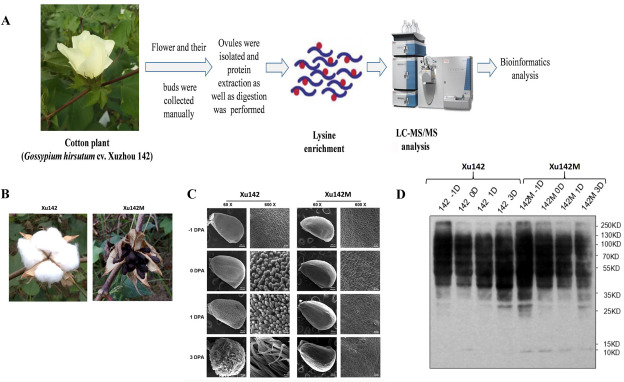 A
Flower and their
buds were
collected
manually
Ovules were
isolated and
protein
extraction as
well as digestion
was performed
Bioinformatics
analysis
Cotton plant
(Gossypium hirsutum cv. Xuzhou 142)
Lysine
enrichment
LC-MS/MS
analysis
B
Xu142
Xu142M
C
Xu142
Xu142M
60 X
600 X
60 X
600 X
-1 DPA
0 DPA
1 DPA
3 DPA
D
Xu142
Xu142M
142 -1D
142 0D
142 1D
142 3D
142M -1D
142M 0D
142M 1D
142M 3D
250KD
130KD
100KD
70KD
55KD
35KD
25KD
15KD
10KD